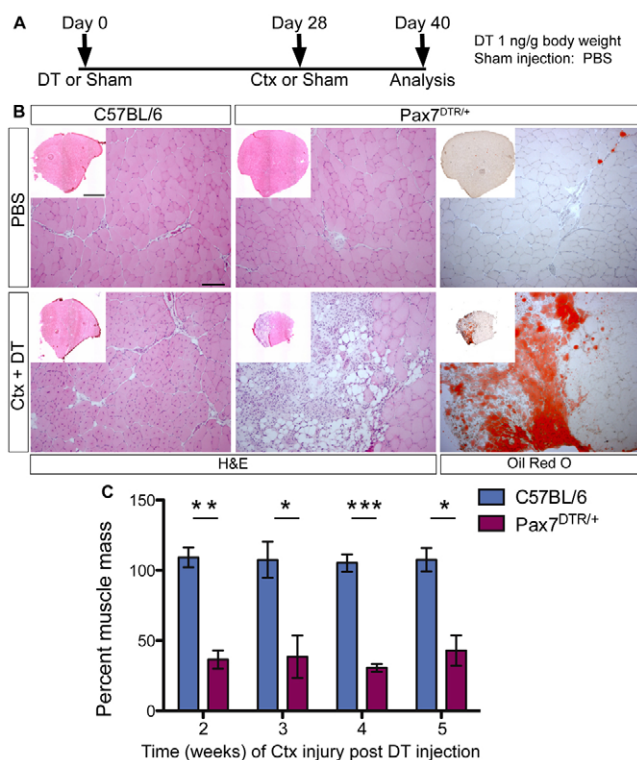 A
Day 0
Day 28
Day 40
DT or Sham
Ctx or Sham
Analysis
DT 1 ng/g body weight
Sham injection: PBS
B
C57BL/6
Pax7DTR/+
PBS
Ctx + DT
H&E
Oil Red O
C
C57BL/6
Pax7DTR/+
Percent muscle mass
150
100
50
0
** * *** *
2 3 4 5
Time (weeks) of Ctx injury post DT injection